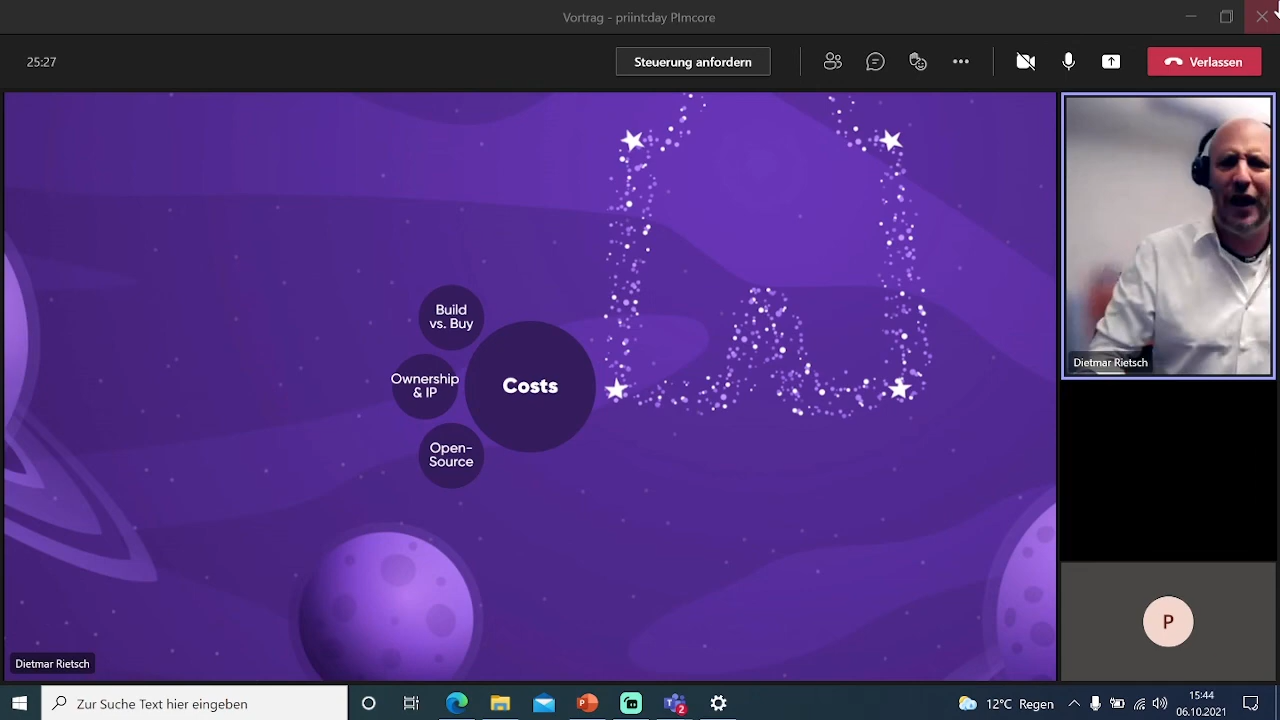 Vortrag - priint:day PImcore
25:27
Steuerung anfordern
Verlassen
Build
vs. Buy
Ownership
& IP
Costs
Open-
Source
Dietmar Rietsch
P
Dietmar Rietsch
Zur Suche Text hier eingeben
2
12°C Regen
15:44
06.10.2021